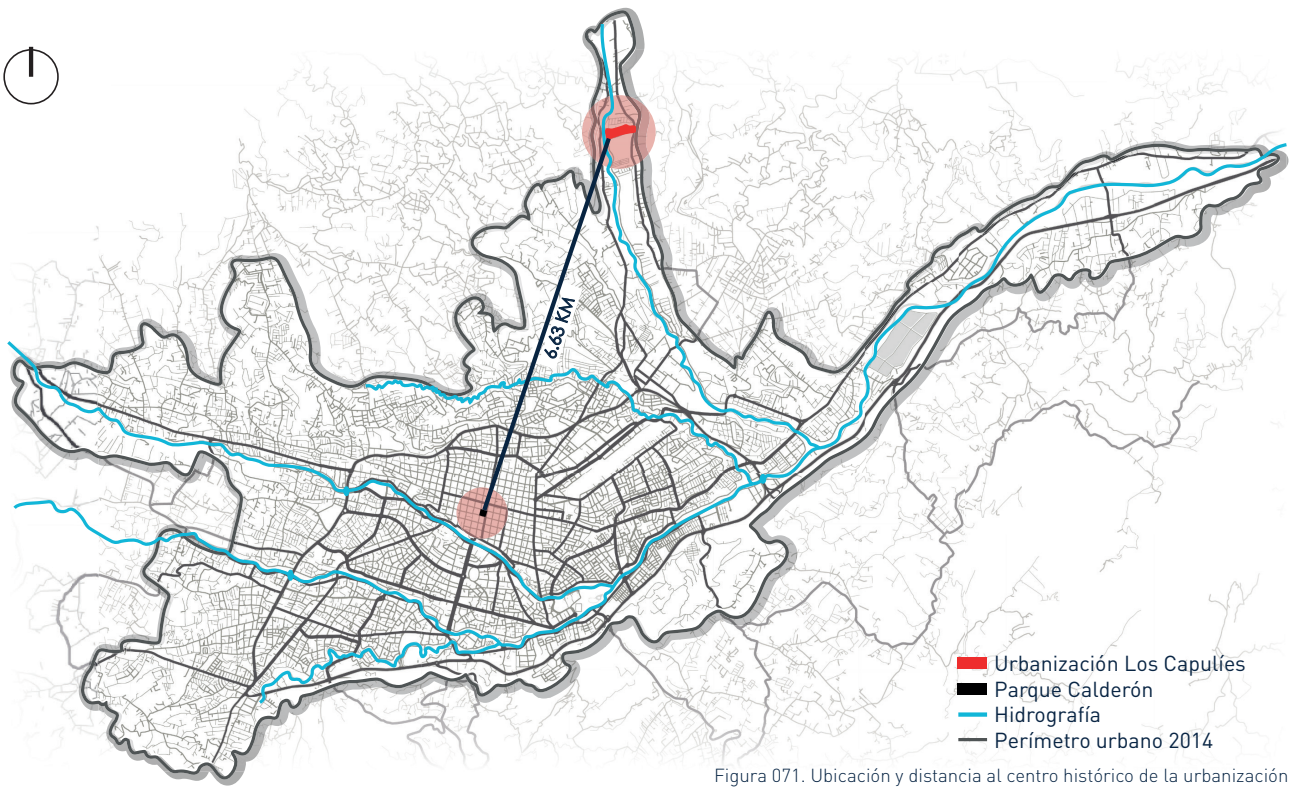 6.63 KM
Urbanización Los Capulíes
Parque Calderón
Hidrografía
Perímetro urbano 2014
Figura 071. Ubicación y distancia al centro histórico de la urbanización